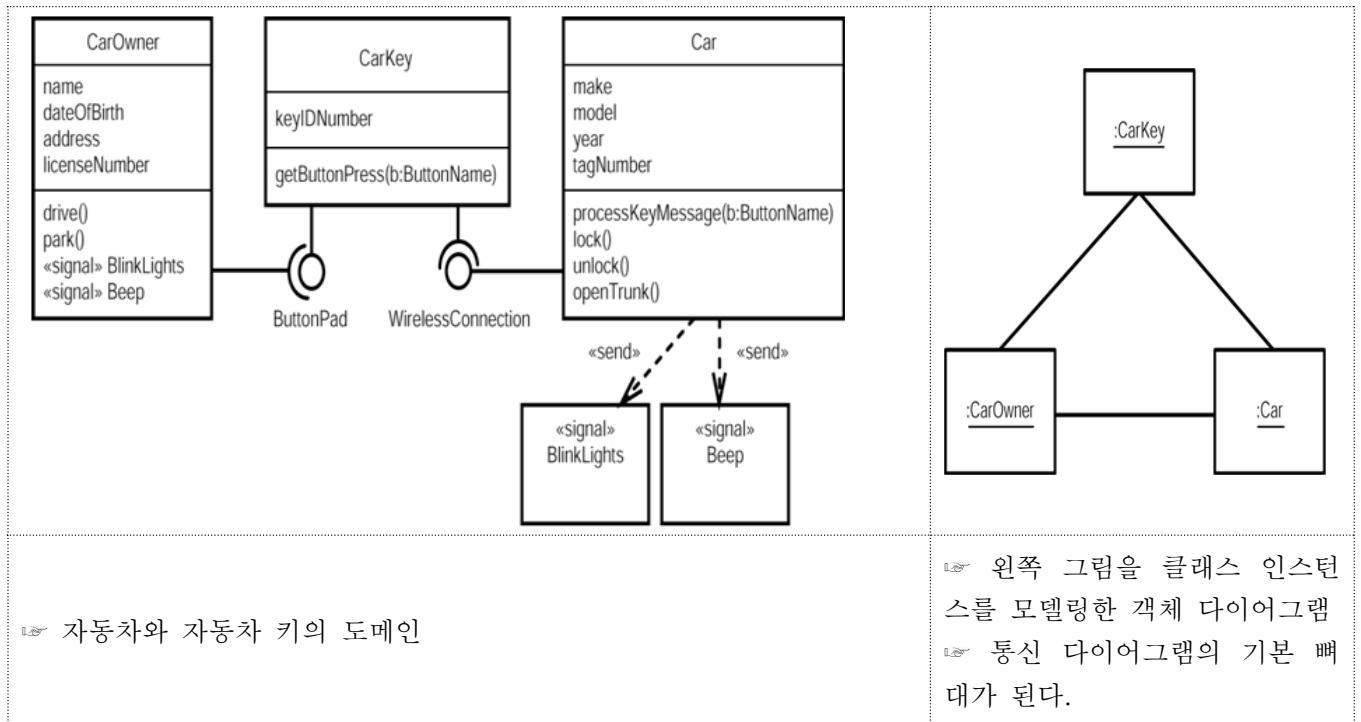 CarOwner
name
dateOfBirth
address
licenseNumber
drive()
park()
«signal» BlinkLights
«signal» Beep
CarKey
keyIDNumber
getButtonPress(b:ButtonName)
Car
make
model
year
tagNumber
processKeyMessage(b:ButtonName)
lock()
unlock()
openTrunk()
ButtonPad
WirelessConnection
«send»
«send»
«signal»
BlinkLights
«signal»
Beep
:CarKey
:CarOwner
:Car
☞ 자동차와 자동차 키의 도메인
☞ 왼쪽 그림을 클래스 인스턴
스를 모델링한 객체 다이어그램
☞ 통신 다이어그램의 기본 뼈
대가 된다.